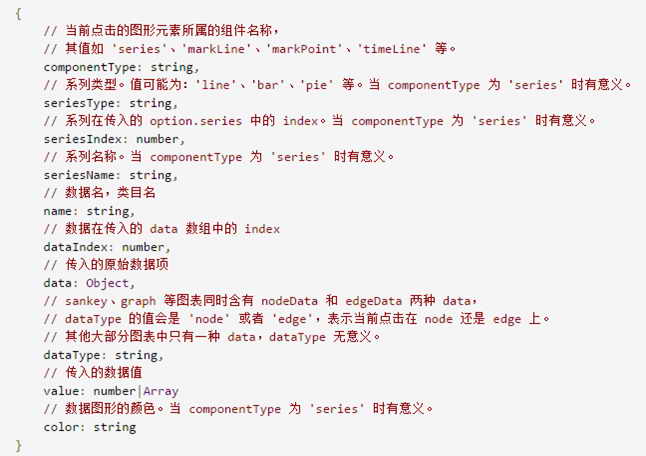 {
// 当前点击的图形元素所属的组件名称，
// 其值如 'series'、'markLine'、'markPoint'、'timeLine' 等。
componentType: string,
// 系列类型。值可能为：'line'、'bar'、'pie' 等。当 componentType 为 'series' 时有意义。
seriesType: string,
// 系列在传入的 option.series 中的 index。当 componentType 为 'series' 时有意义。
seriesIndex: number,
// 系列名称。当 componentType 为 'series' 时有意义。
seriesName: string,
// 数据名，类目名
name: string,
// 数据在传入的 data 数组中的 index
dataIndex: number,
// 传入的原始数据项
data: Object,
// sankey、graph 等图表同时含有 nodeData 和 edgeData 两种 data，
// dataType 的值会是 'node' 或者 'edge'，表示当前点击在 node 还是 edge 上。
// 其他大部分图表中只有一种 data，dataType 无意义。
dataType: string,
// 传入的数据值
value: number|Array
// 数据图形的颜色。当 componentType 为 'series' 时有意义。
color: string
}